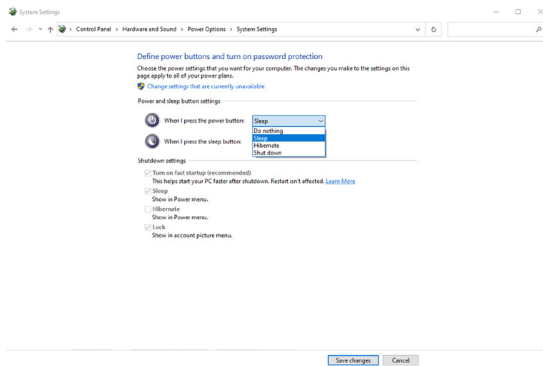 System Settings
Control Panel > Hardware and Sound > Power Options > System Settings
Define power buttons and turn on password protection
Choose the power settings that you want for your computer. The changes you make to the settings on this
page apply to all of your power plans.
Change settings that are currently unavailable
Power and sleep button settings
When I press the power button: Sleep
Do nothing
Sleep
When I press the sleep button:
Hibernate
Shut down
Shutdown settings
Turn on fast startup (recommended)
This helps start your PC faster after shutdown. Restart isn't affected. Learn More
Sleep
Show in Power menu.
Hibernate
Show in Power menu.
Lock
Show in account picture menu.
Save changes Cancel